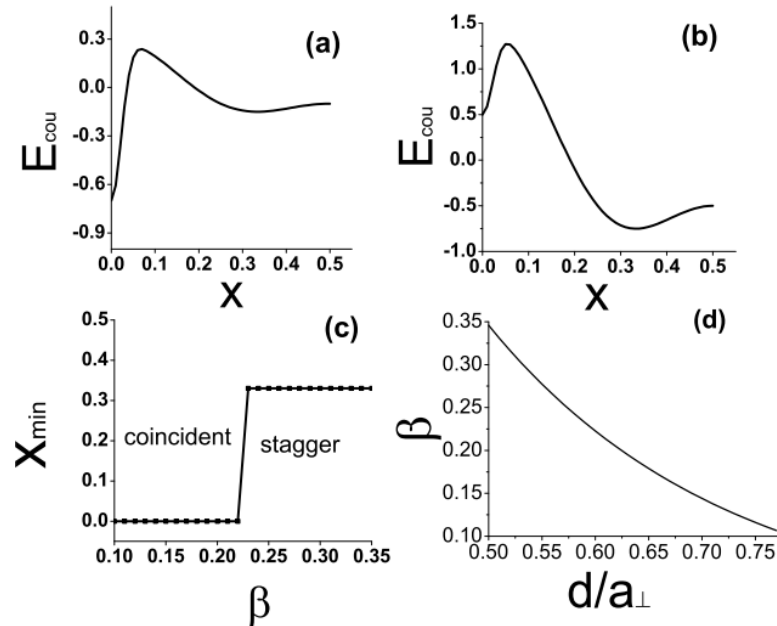 (a)
0.3
0.0
-0.3
-0.6
-0.9
E cou
0.0 0.1 0.2 0.3 0.4 0.5
X
(b)
1.5
1.0
0.5
0.0
-0.5
-1.0
E cou
0.0 0.1 0.2 0.3 0.4 0.5
X
(c)
0.5
0.4
0.3
0.2
0.1
0.0
X min
coincident
stagger
0.10 0.15 0.20 0.25 0.30 0.35
β
(d)
0.35
0.30
0.25
0.20
0.15
0.10
β
0.50 0.55 0.60 0.65 0.70 0.75
d/a⊥